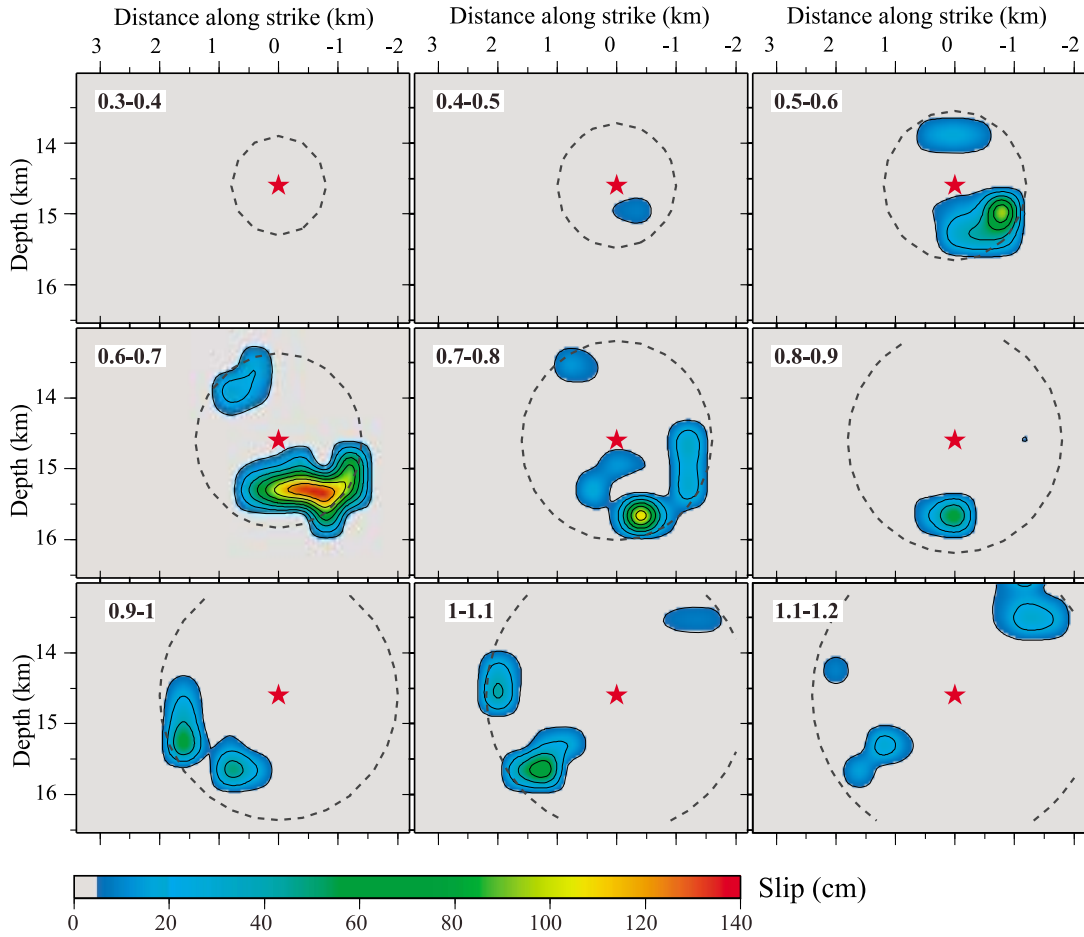 Distance along strike (km) Distance along strike (km) Distance along strike (km)
3 2 1 0 -1 -2 3 2 1 0 -1 -2 3 2 1 0 -1 -2
0.3-0.4 0.4-0.5 0.5-0.6
14
15
16
Depth (km)
0.6-0.7 0.7-0.8 0.8-0.9
14
15
16
Depth (km)
0.9-1 1-1.1 1.1-1.2
14
15
16
Depth (km)
Slip (cm)
0 20 40 60 80 100 120 140